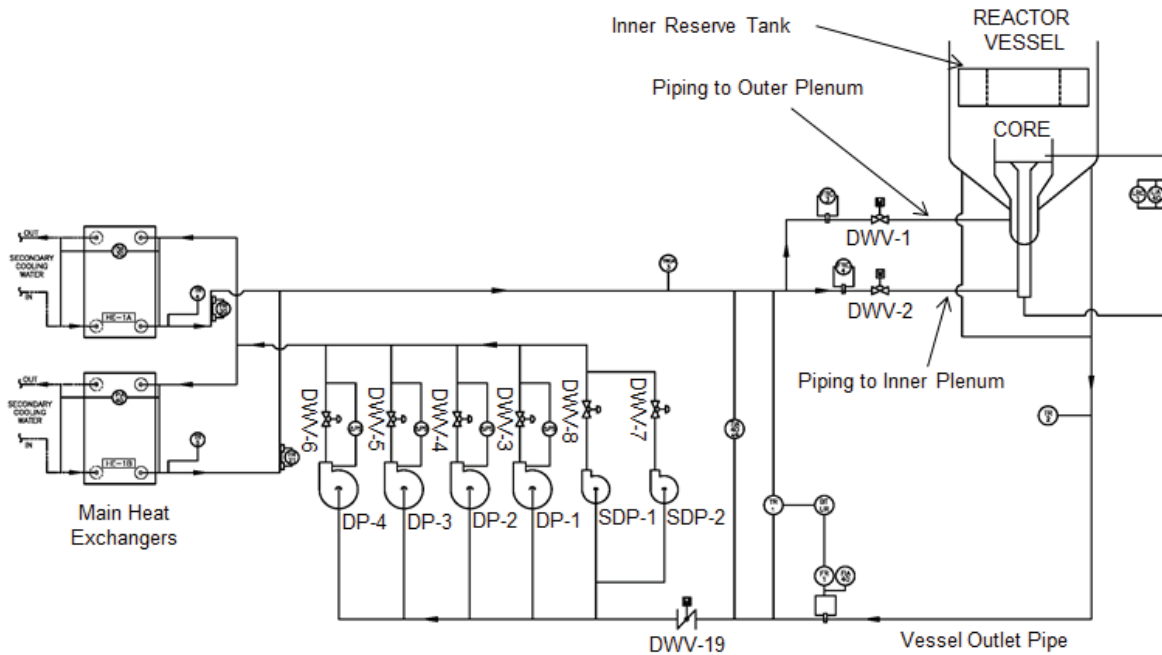 Inner Reserve Tank
REACTOR
VESSEL
Piping to Outer Plenum
CORE
DWV-1
DWV-2
Piping to Inner Plenum
OUT
SECONDARY
COOLING
WATER
IN
HE-1A
OUT
SECONDARY
COOLING
WATER
IN
HE-1B
Main Heat
Exchangers
DWV-6
DWV-5
DWV-4
DWV-3
DWV-8
DWV-7
DP-4
DP-3
DP-2
DP-1
SDP-1
SDP-2
DWV-19
Vessel Outlet Pipe